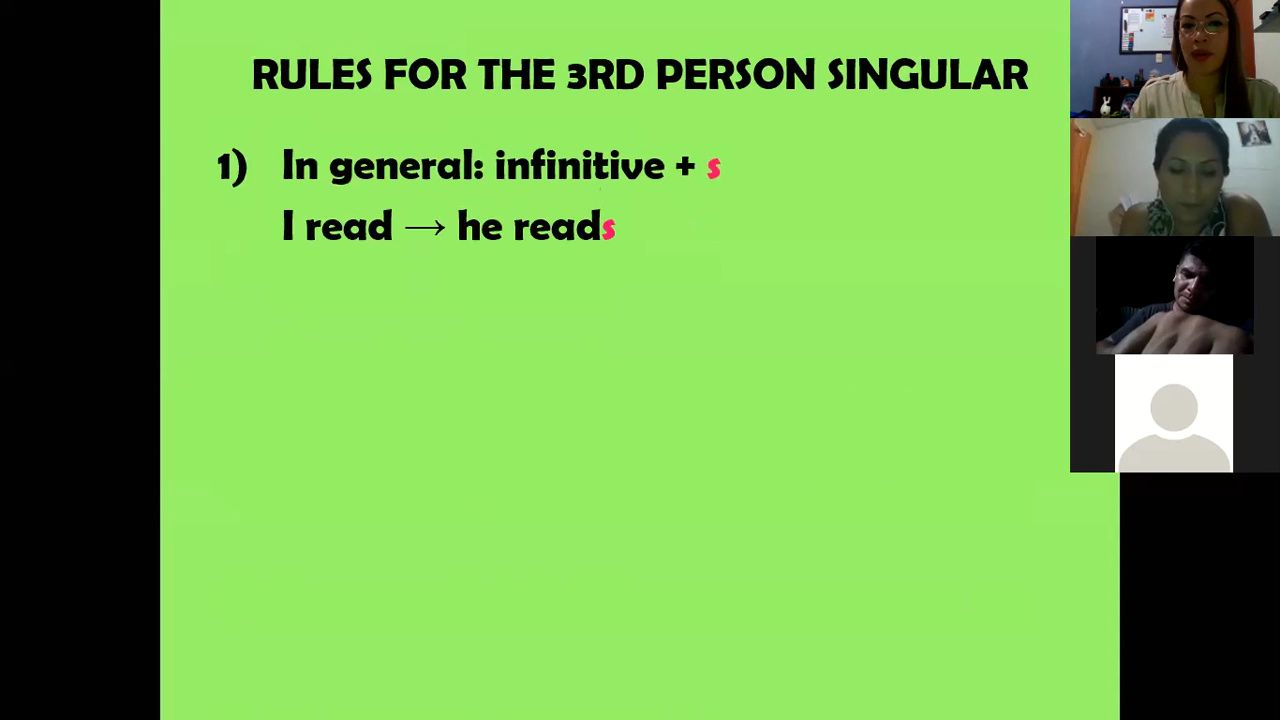 RULES FOR THE 3RD PERSON SINGULAR
1) In general: infinitive + s
I read → he reads